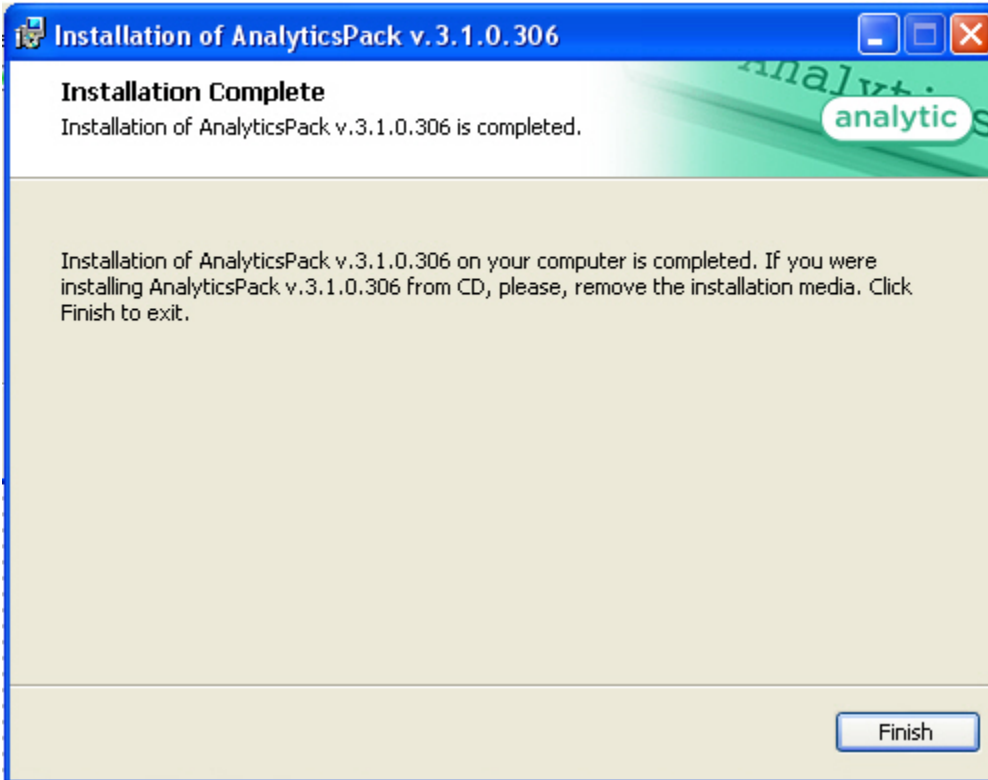 Installation of AnalyticsPack v.3.1.0.306
Installation Complete
Installation of AnalyticsPack v.3.1.0.306 is completed.
Analytics
analytic
Installation of AnalyticsPack v.3.1.0.306 on your computer is completed. If you were
installing AnalyticsPack v.3.1.0.306 from CD, please, remove the installation media. Click
Finish to exit.
Finish